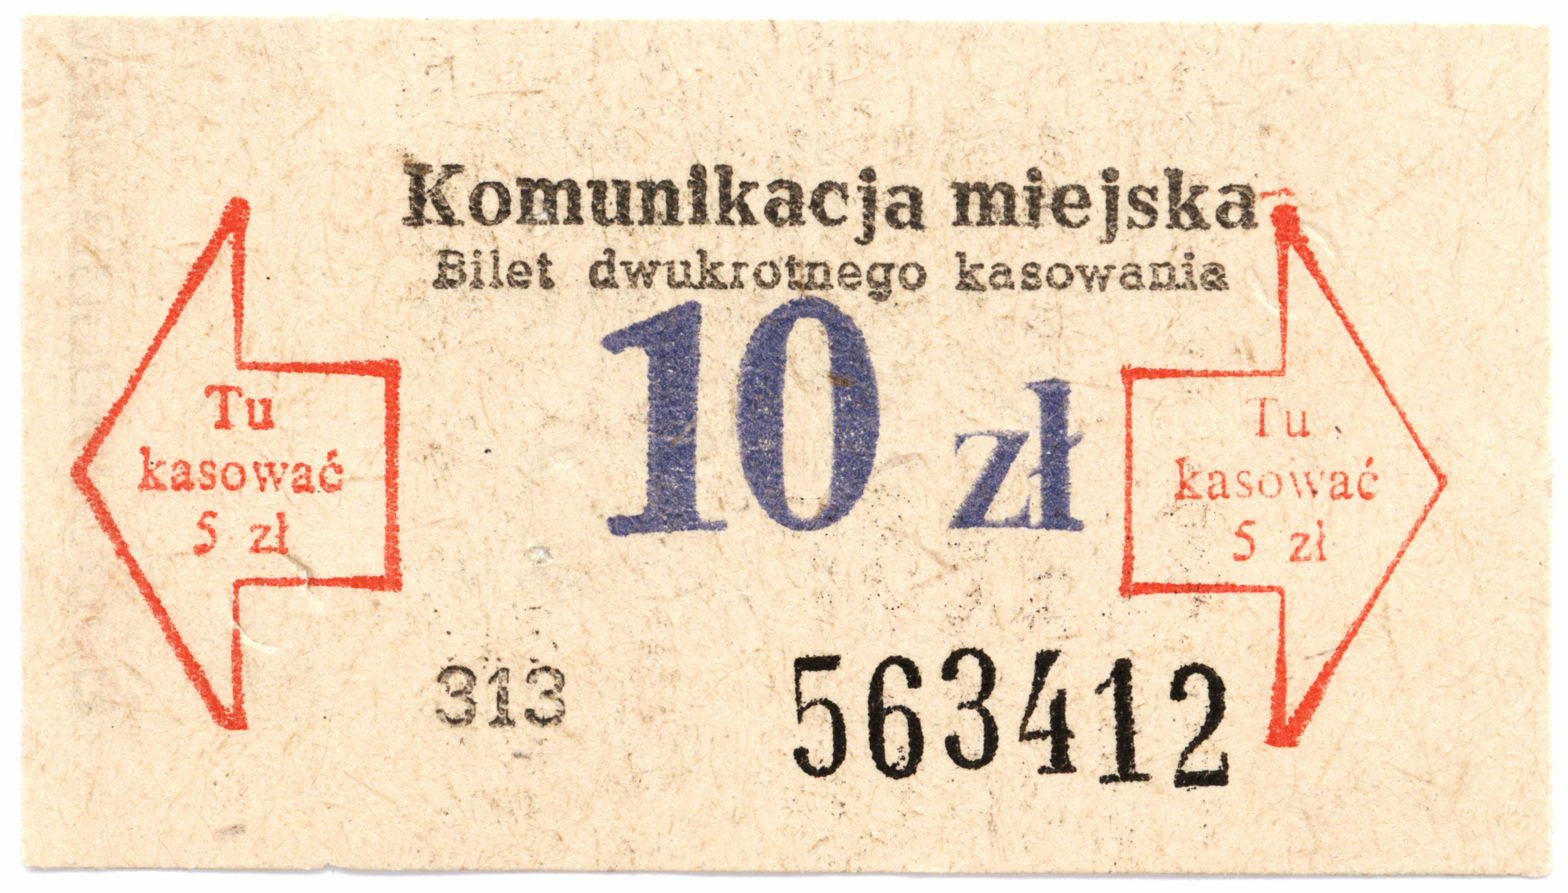 Komunikacja miejska
Bilet dwukrotnego kasowania
10 zł
Tu
kasować
5 zł
Tu
kasować
5 zł
313
563412